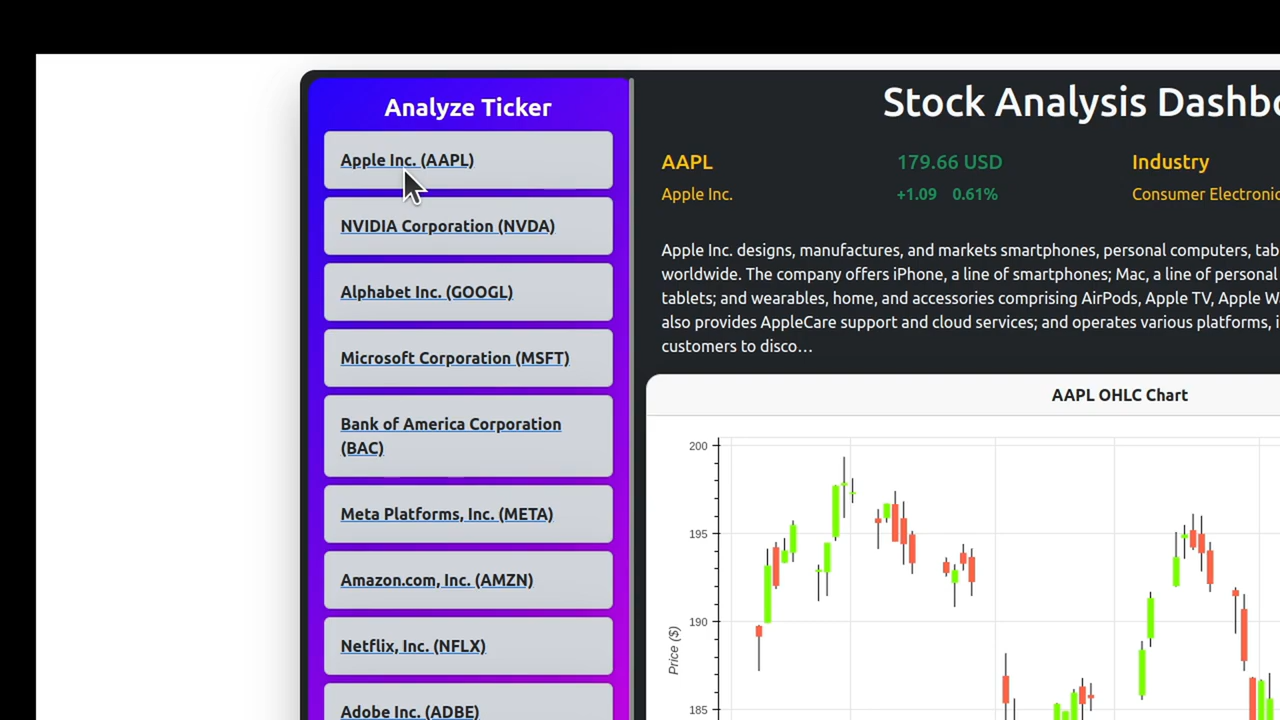 Analyze Ticker
Apple Inc. (AAPL)
NVIDIA Corporation (NVDA)
Alphabet Inc. (GOOGL)
Microsoft Corporation (MSFT)
Bank of America Corporation
(BAC)
Meta Platforms, Inc. (META)
Amazon.com, Inc. (AMZN)
Netflix, Inc. (NFLX)
Adobe Inc. (ADBE)
Stock Analysis Dashbo
AAPL 179.66 USD Industry
Apple Inc. +1.09 0.61% Consumer Electronic
Apple Inc. designs, manufactures, and markets smartphones, personal computers, tab
worldwide. The company offers iPhone, a line of smartphones; Mac, a line of personal
tablets; and wearables, home, and accessories comprising AirPods, Apple TV, Apple W
also provides AppleCare support and cloud services; and operates various platforms, i
customers to disco…
AAPL OHLC Chart
200
195
190
185
Price ($)